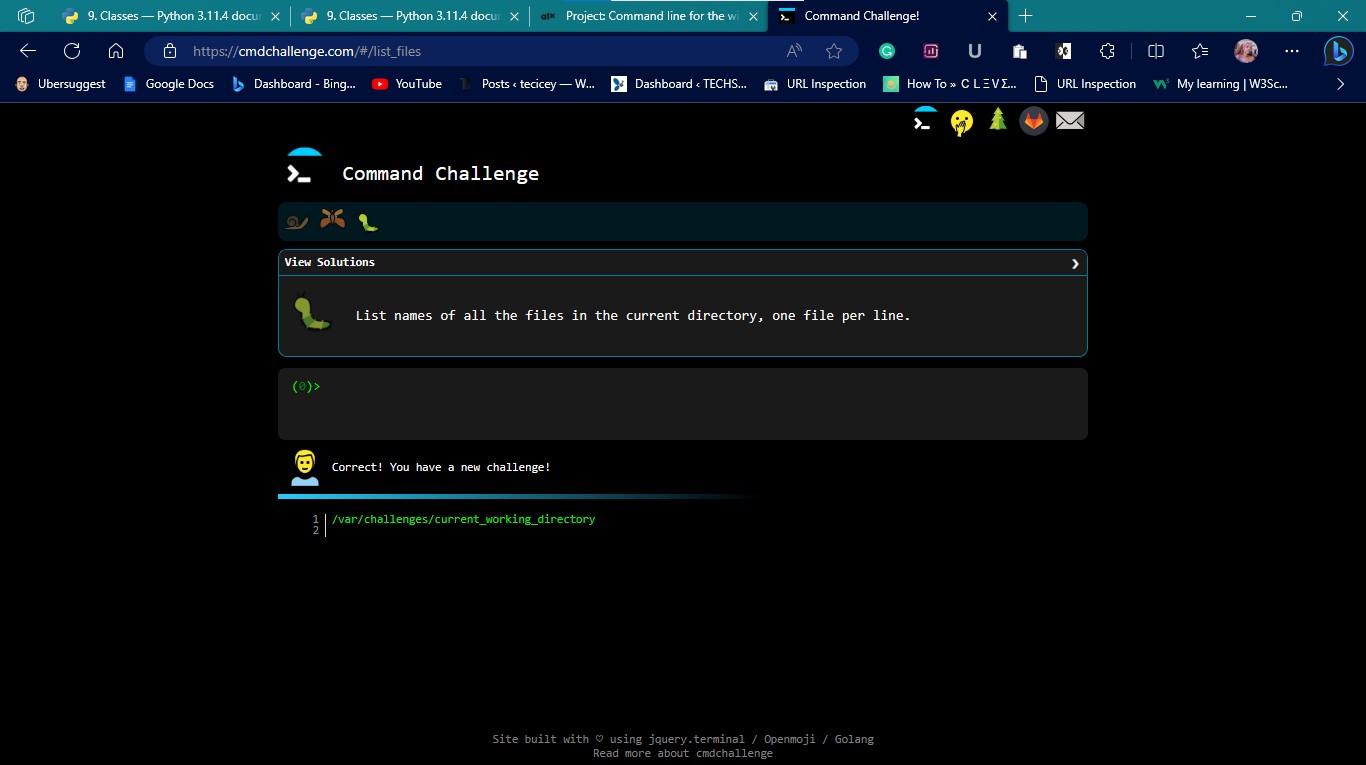 9. Classes — Python 3.11.4 docu
9. Classes — Python 3.11.4 docu
alx Project: Command line for the wi
Command Challenge!
https://cmdchallenge.com/#/list_files
Ubersuggest
Google Docs
Dashboard - Bing...
YouTube
Posts ‹ tecicey — W...
Dashboard ‹ TECHS...
URL Inspection
How To » C L Ξ V Σ...
URL Inspection
My learning | W3Sc...
Command Challenge
View Solutions
List names of all the files in the current directory, one file per line.
(0)>
Correct! You have a new challenge!
1 /var/challenges/current_working_directory
2
Site built with ♡ using jquery.terminal / Openmoji / Golang
Read more about cmdchallenge